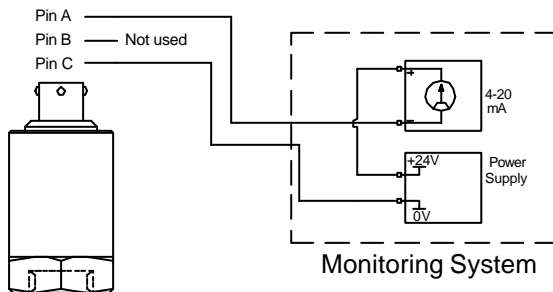 Pin A
Pin B
Not used
Pin C
+
4-20
mA
–
+24V
Power
Supply
0V
Monitoring System